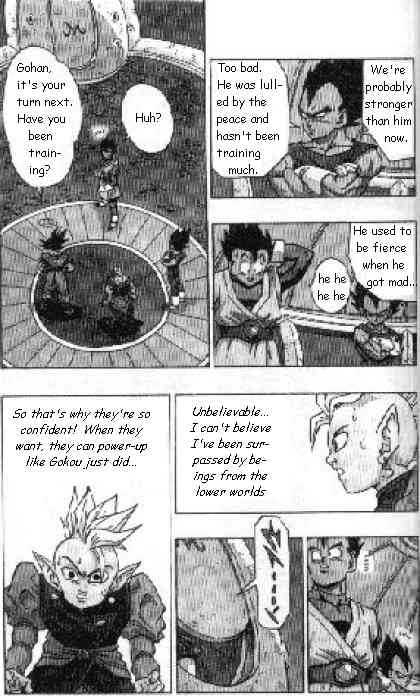 Gohan,
it's your
turn next.
Have you
been
train-
ing?
Huh?
Too bad.
He was lull-
ed by the
peace and
hasn't been
training
much.
We're
probably
stronger
than him
now.
He used to
be fierce
when he
got mad...
he he
he he.
So that's why they're so
confident! When they
want, they can power-up
like Gokou just did...
Unbelievable...
I can't believe
I've been sur-
passed by be-
ings from the
lower worlds